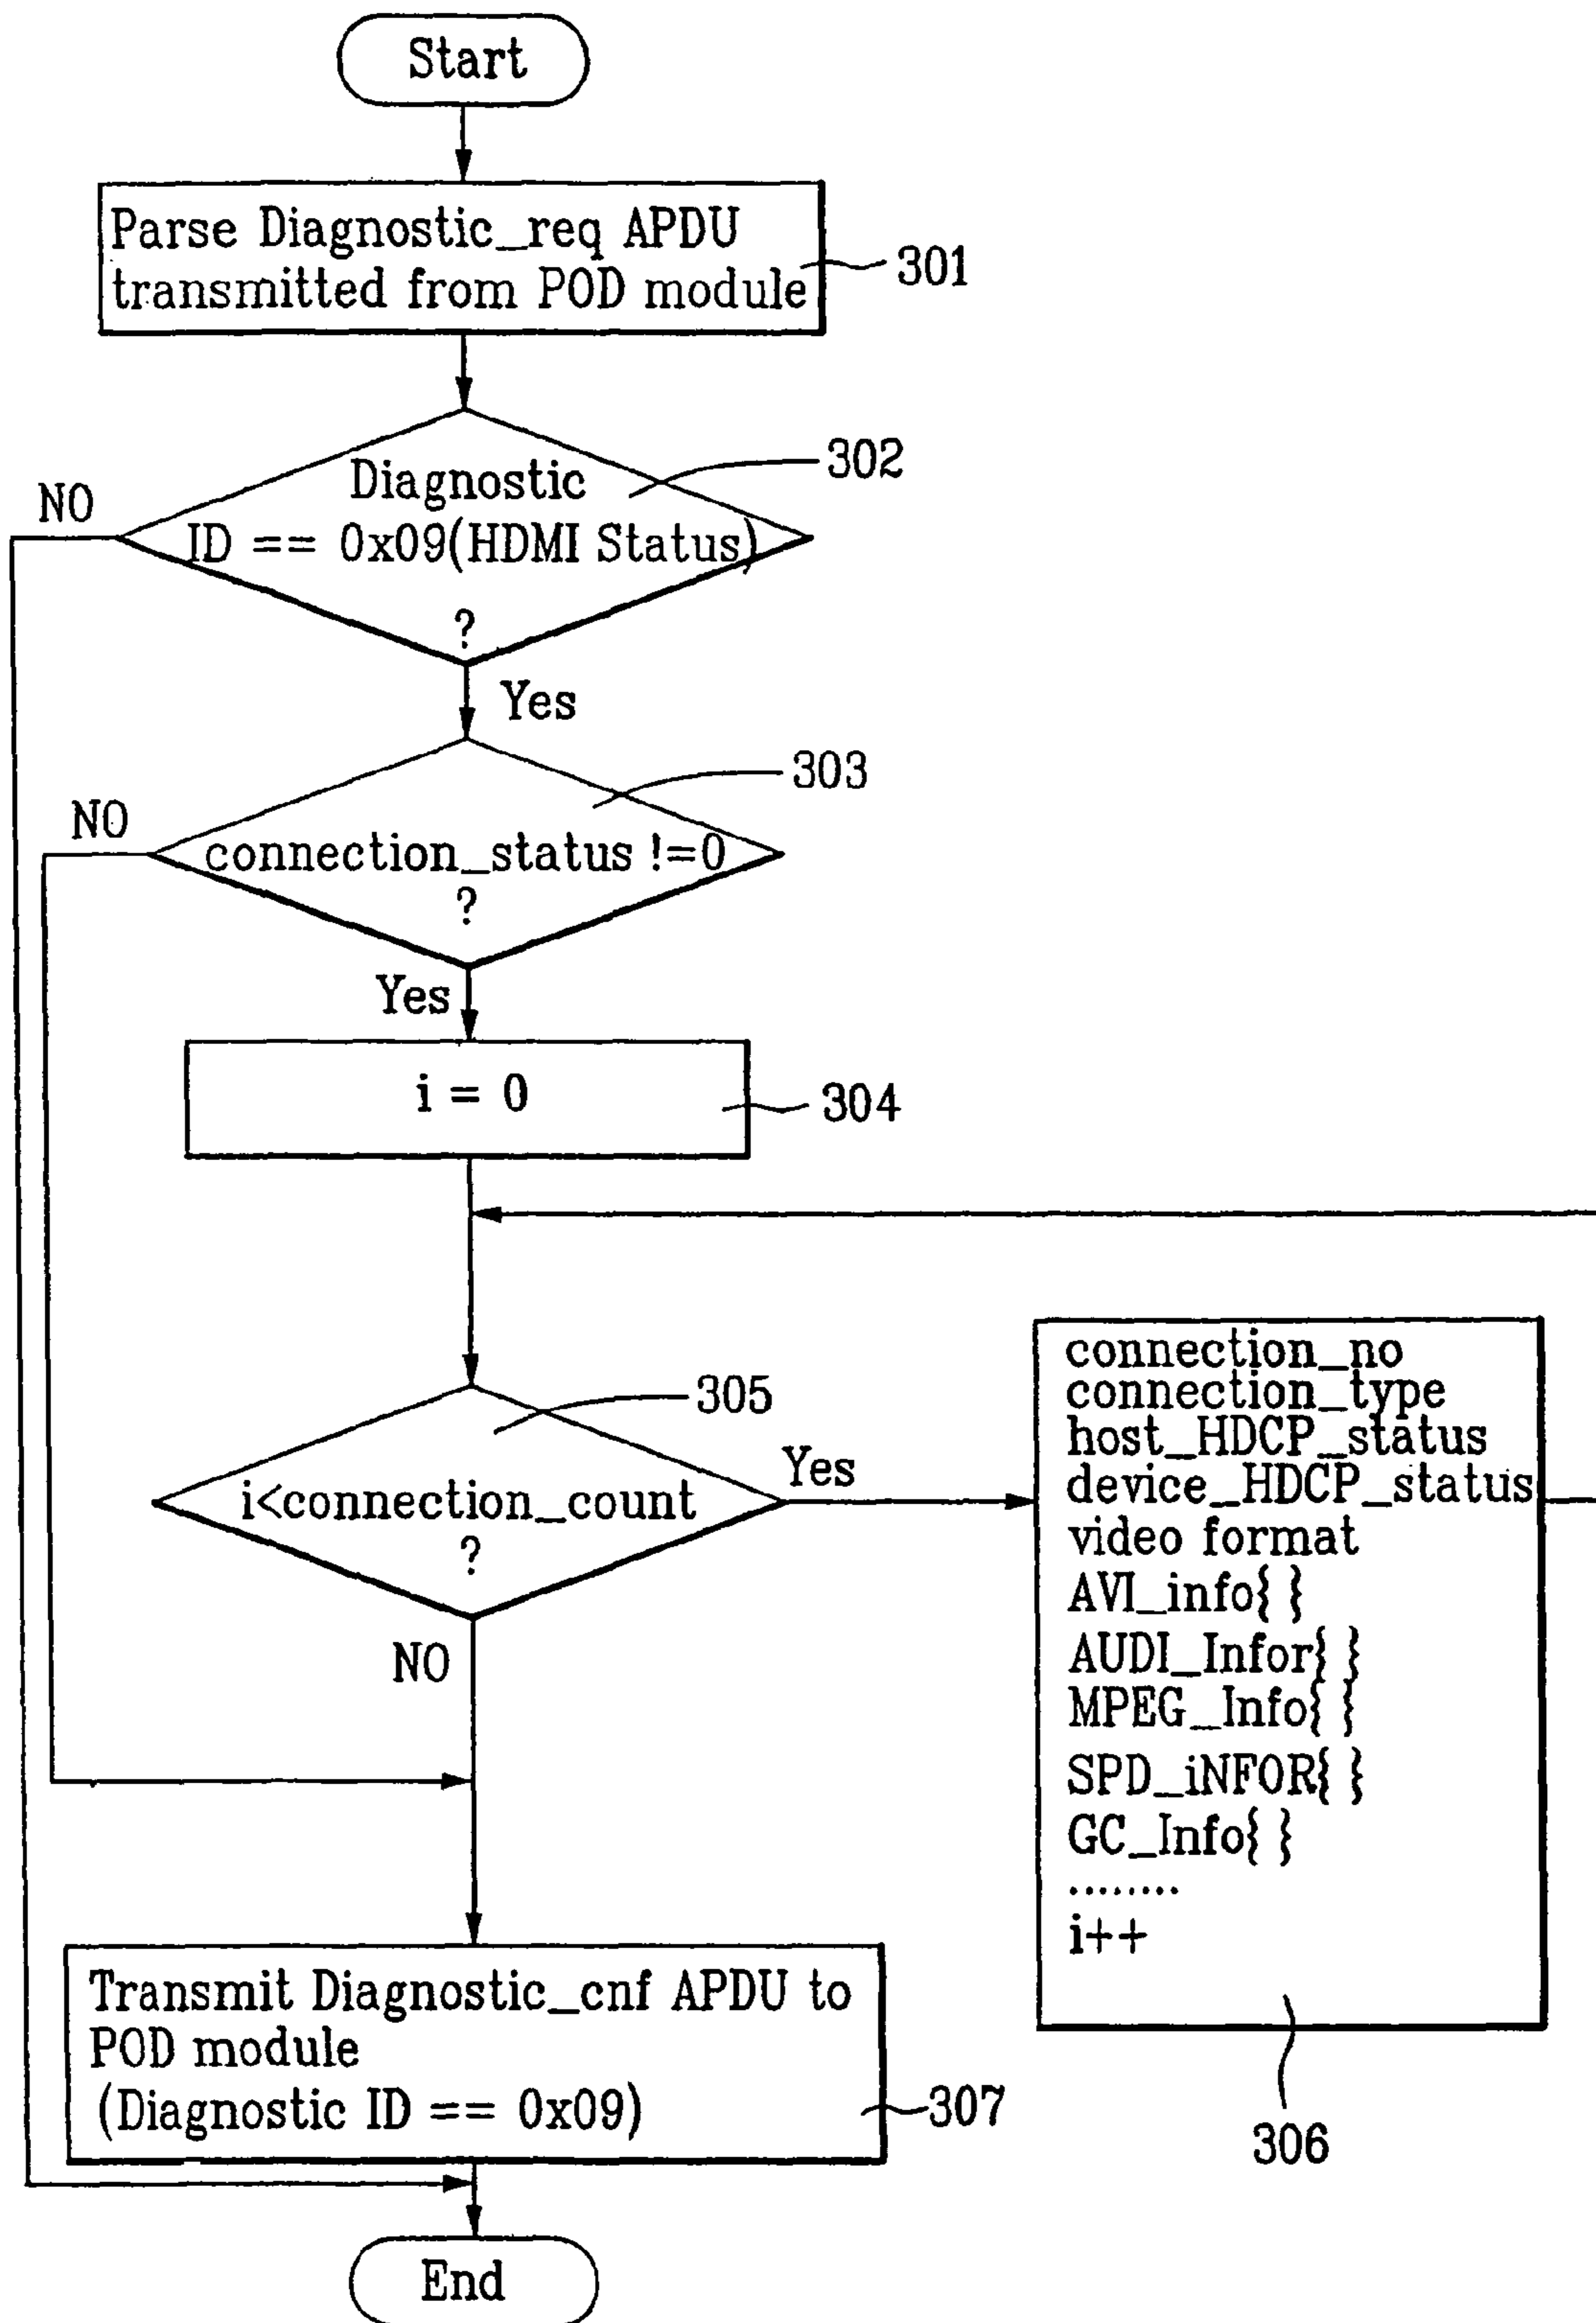 Start
Parse Diagnostic_req APDU
transmitted from POD module
301
302
Diagnostic
ID == 0x09(HDMI Status)
?
NO
Yes
303
NO
connection_status !=0
?
Yes
i = 0
304
305
i<connection_count
?
Yes
NO
connection_no
connection_type
host_HDCP_status
device_HDCP_status
video format
AVI_info{ }
AUDI_Infor{ }
MPEG_Info{ }
SPD_iNFOR{ }
GC_Info{ }
........
i++
306
Transmit Diagnostic_cnf APDU to
POD module
(Diagnostic ID == 0x09)
307
End